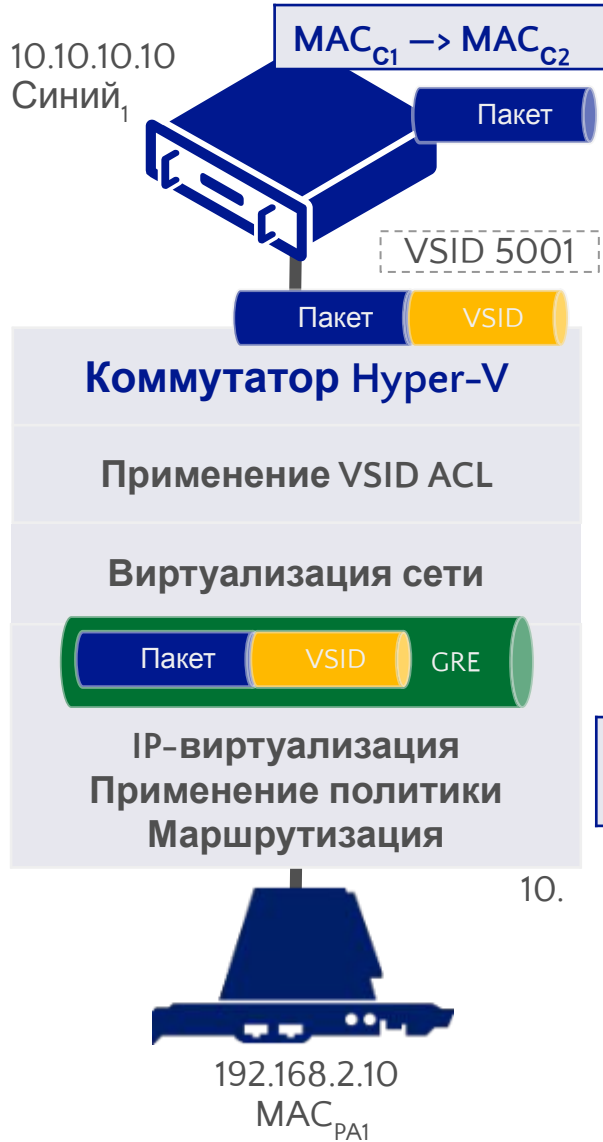 MAC_C1 —> MAC_C2
10.10.10.10
Синий₁
Пакет
VSID 5001
Пакет VSID
Коммутатор Hyper-V
Применение VSID ACL
Виртуализация сети
Пакет VSID GRE
IP-виртуализация
Применение политики
Маршрутизация
10.
192.168.2.10
MAC_PA1